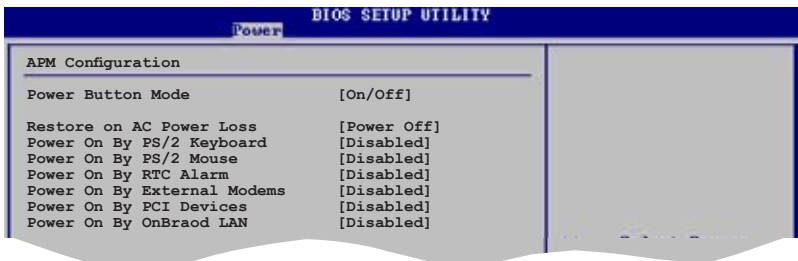 BIOS SETUP UTILITY
Power
APM Configuration
Power Button Mode [On/Off]
Restore on AC Power Loss [Power Off]
Power On By PS/2 Keyboard [Disabled]
Power On By PS/2 Mouse [Disabled]
Power On By RTC Alarm [Disabled]
Power On By External Modems [Disabled]
Power On By PCI Devices [Disabled]
Power On By OnBraod LAN [Disabled]